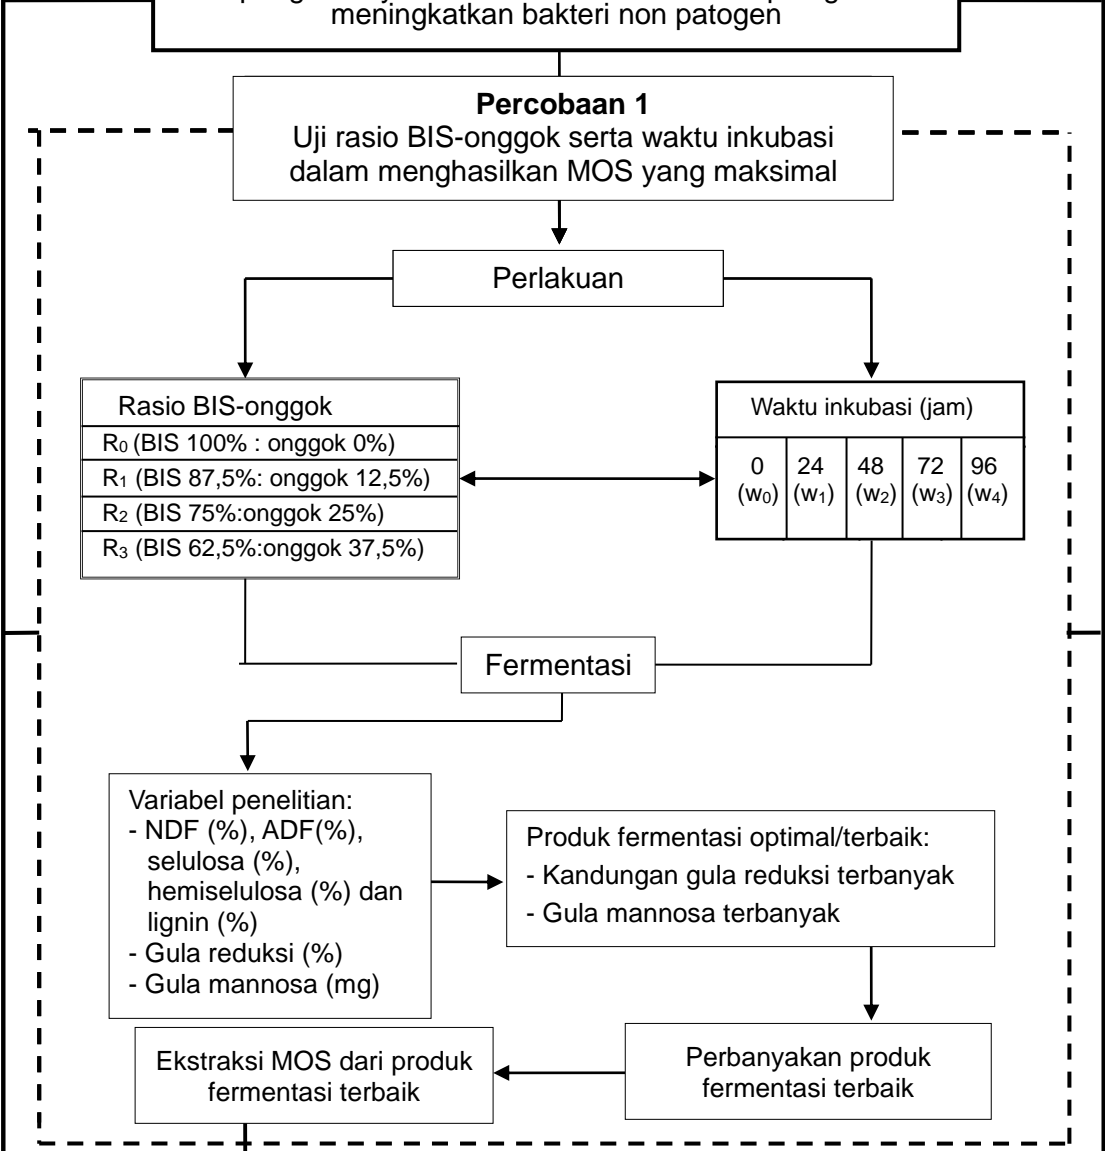 meningkatkan bakteri non patogen
Percobaan 1
Uji rasio BIS-onggok serta waktu inkubasi
dalam menghasilkan MOS yang maksimal
Perlakuan
Rasio BIS-onggok
R₀ (BIS 100% : onggok 0%)
R₁ (BIS 87,5%: onggok 12,5%)
R₂ (BIS 75%:onggok 25%)
R₃ (BIS 62,5%:onggok 37,5%)
Waktu inkubasi (jam)
0 24 48 72 96
(w₀) (w₁) (w₂) (w₃) (w₄)
Fermentasi
Variabel penelitian:
- NDF (%), ADF(%),
selulosa (%),
hemiselulosa (%) dan
lignin (%)
- Gula reduksi (%)
- Gula mannosa (mg)
Produk fermentasi optimal/terbaik:
- Kandungan gula reduksi terbanyak
- Gula mannosa terbanyak
Ekstraksi MOS dari produk
fermentasi terbaik
Perbanyakan produk
fermentasi terbaik